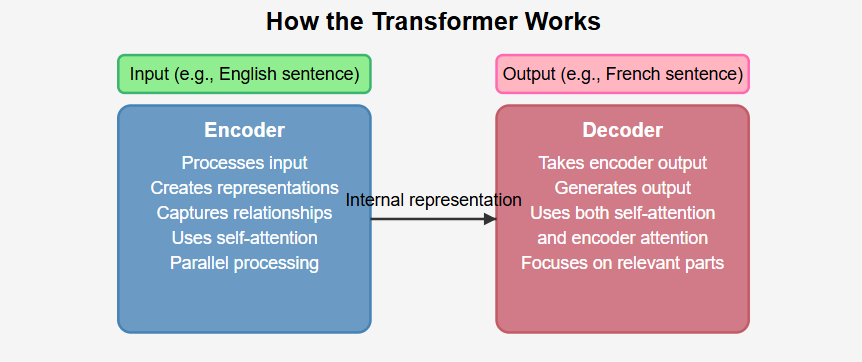 How the Transformer Works
Input (e.g., English sentence)
Output (e.g., French sentence)
Encoder
Processes input
Creates representations
Captures relationships
Uses self-attention
Parallel processing
Internal representation
Decoder
Takes encoder output
Generates output
Uses both self-attention
and encoder attention
Focuses on relevant parts